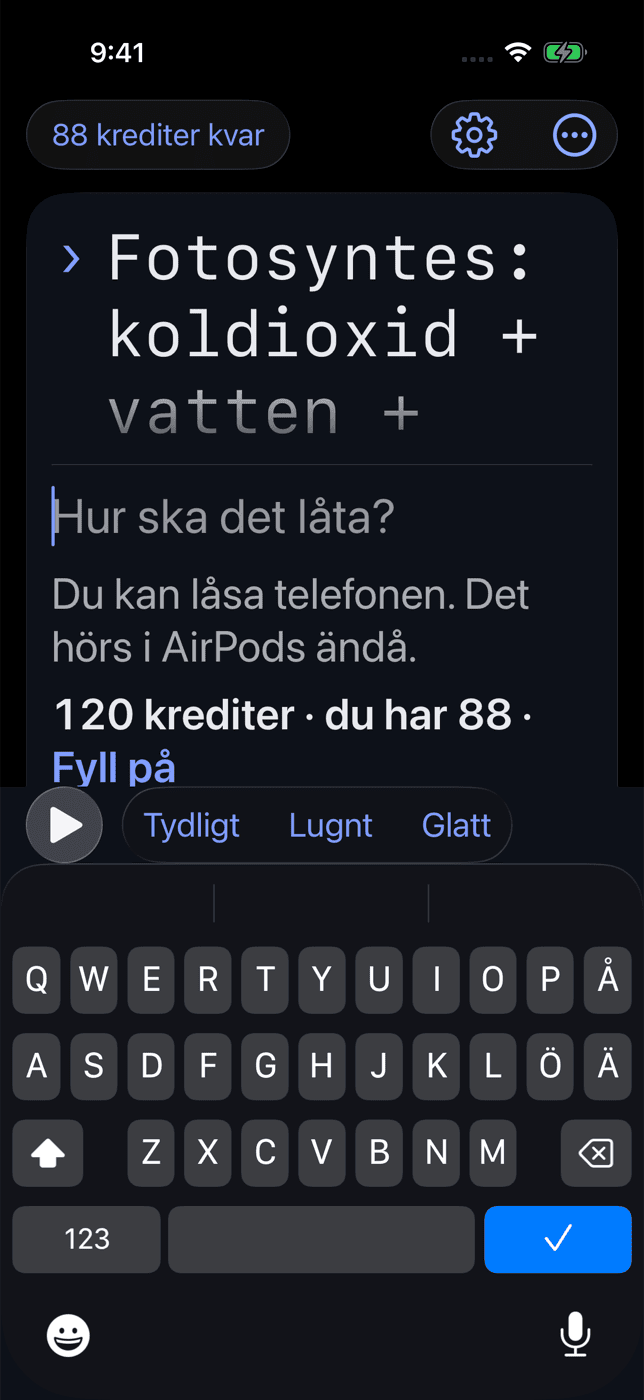 9:41
88 krediter kvar
Fotosyntes:
koldioxid +
vatten +
Hur ska det låta?
Du kan låsa telefonen. Det
hörs i AirPods ändå.
120 krediter · du har 88 ·
Fyll på
Tydligt Lugnt Glatt
Q W E R T Y U I O P Å
A S D F G H J K L Ö Ä
Z X C V B N M
123